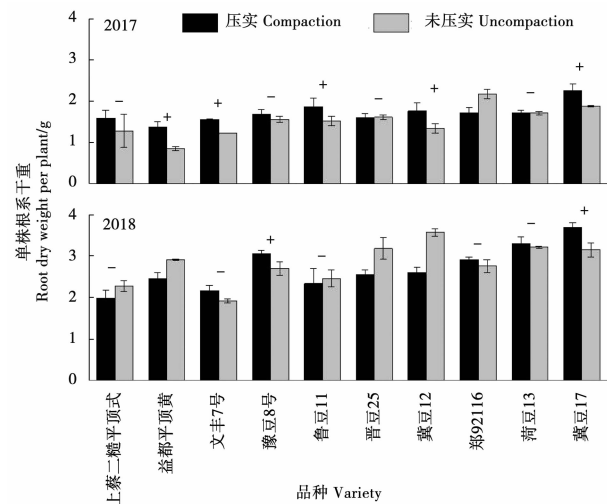 2017
压实 Compaction
未压实 Uncompaction
4
3
2
1
0
− + + − + − + − +
单株根系干重
Root dry weight per plant/g
2018
4
3
2
1
0
− − + − − − +
上蔡二糙平顶式
益都平顶黄
文丰7号
豫豆8号
鲁豆11
晋豆25
冀豆12
郑92116
菏豆13
冀豆17
品种 Variety